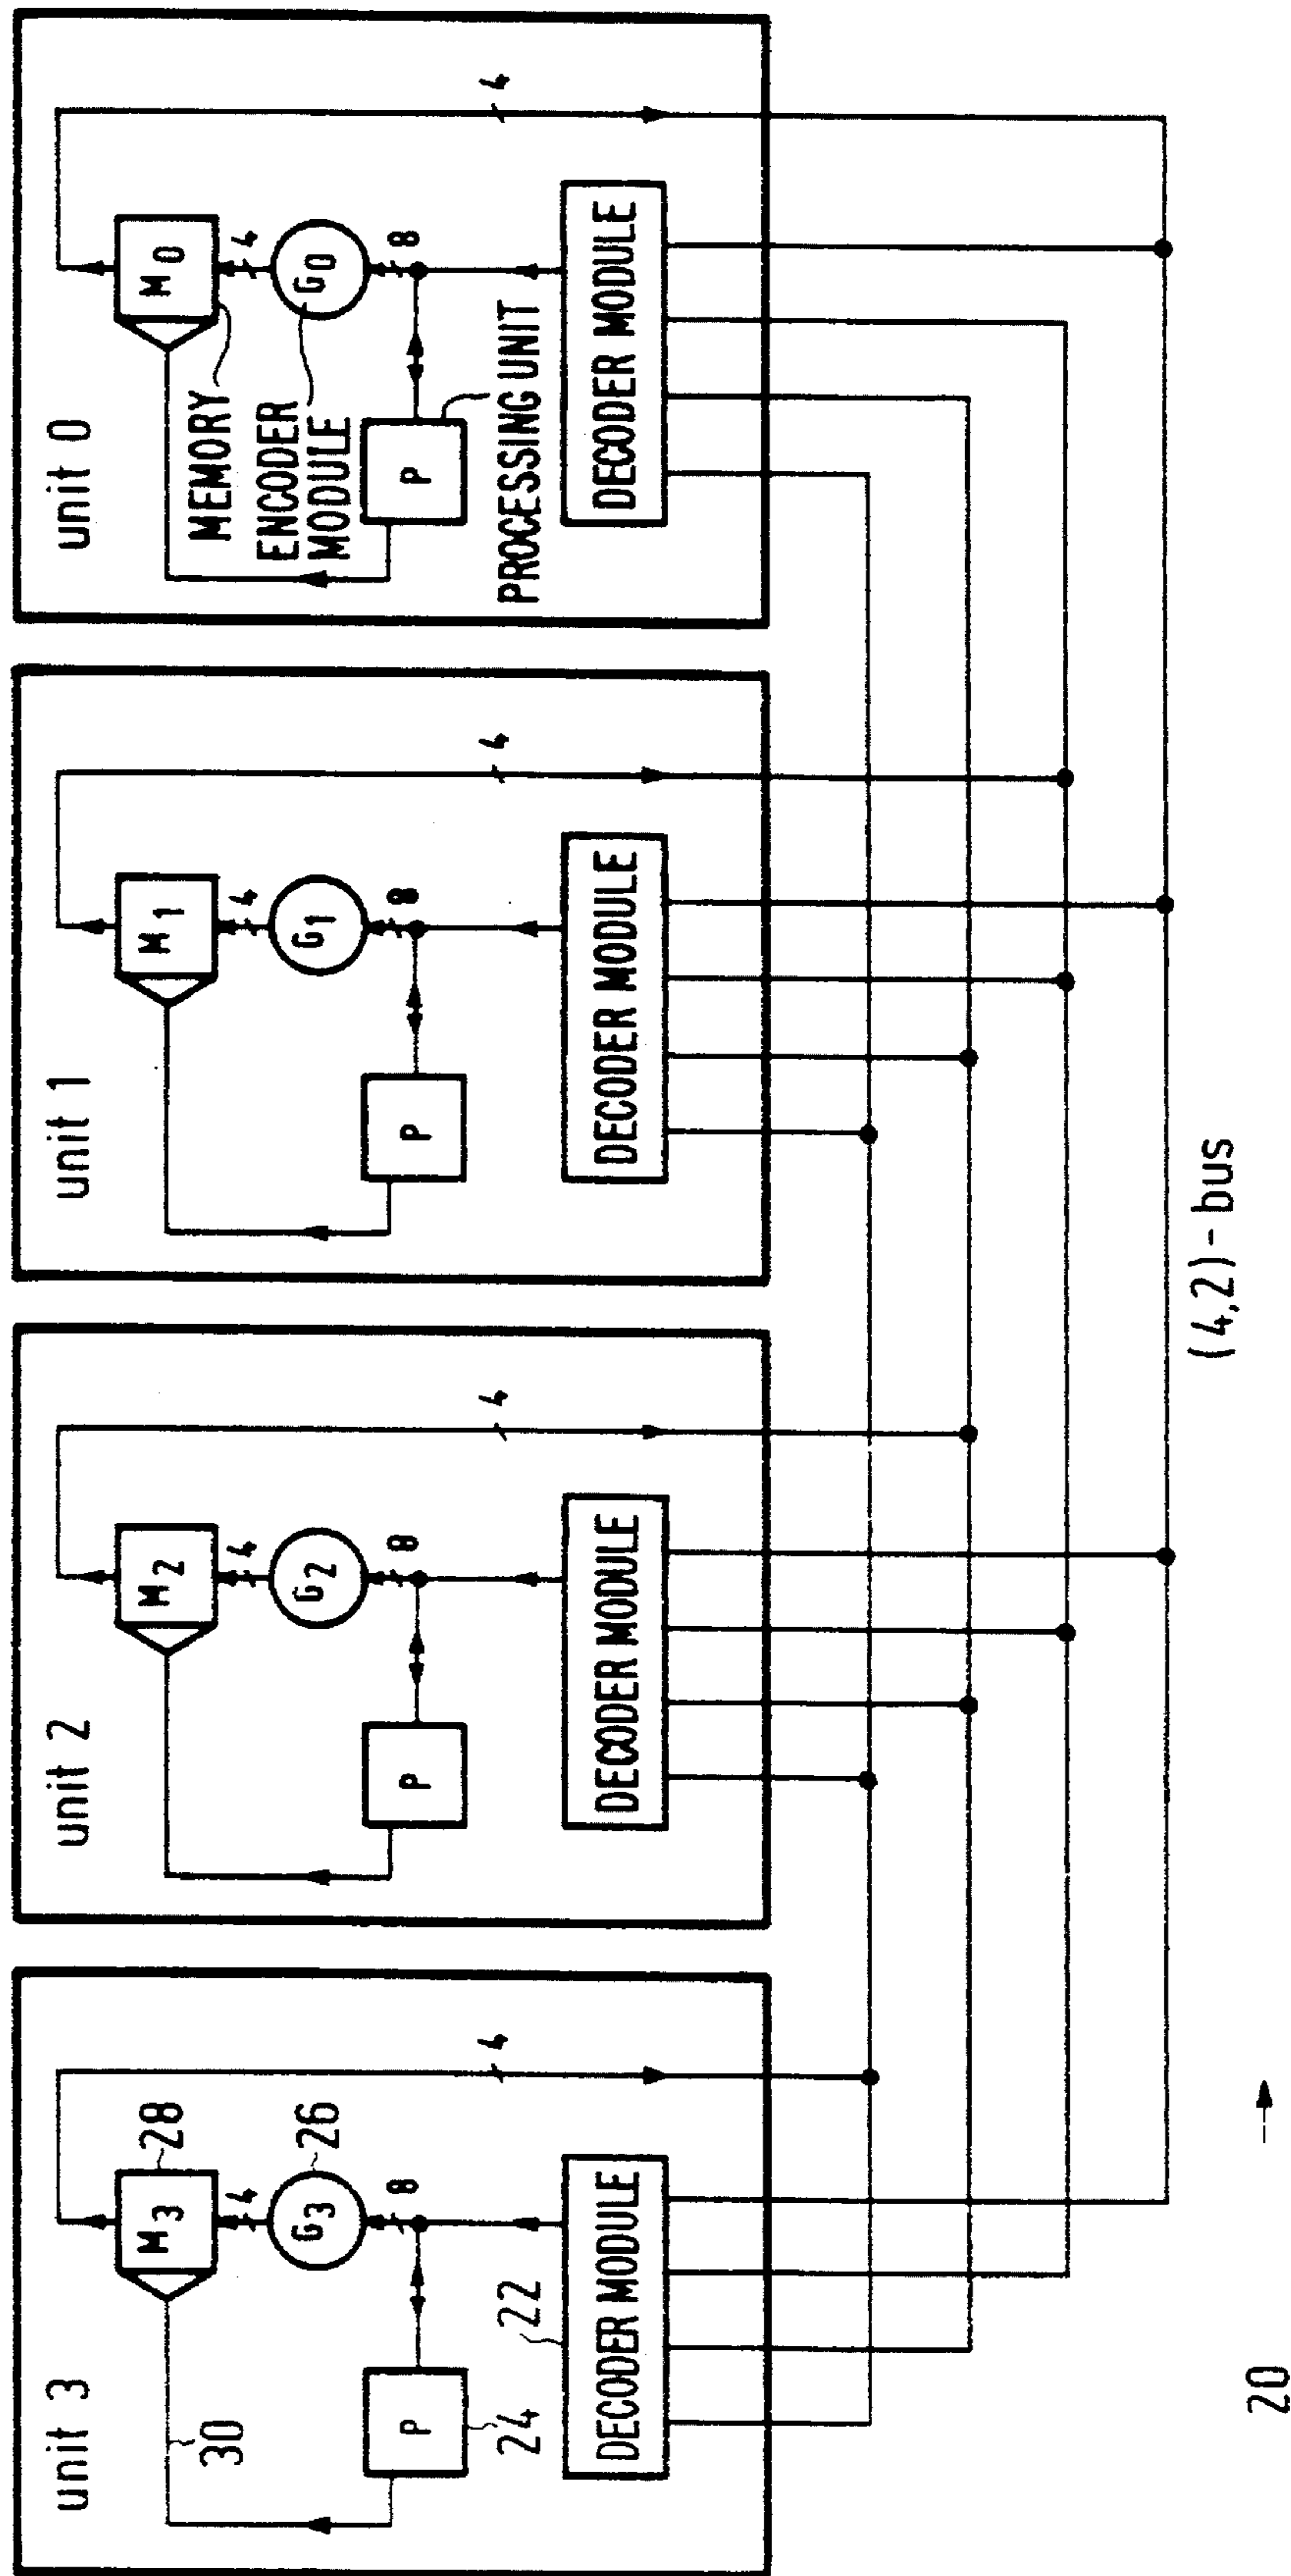 unit 3
M3
28
4
G3
26
8
4
P
24
30
22
DECODER MODULE
unit 2
M2
4
G2
8
4
P
DECODER MODULE
unit 1
M1
4
G1
8
4
P
DECODER MODULE
unit 0
M0
MEMORY
4
G0
ENCODER
MODULE
8
4
P
PROCESSING UNIT
DECODER MODULE
(4,2)-bus
20